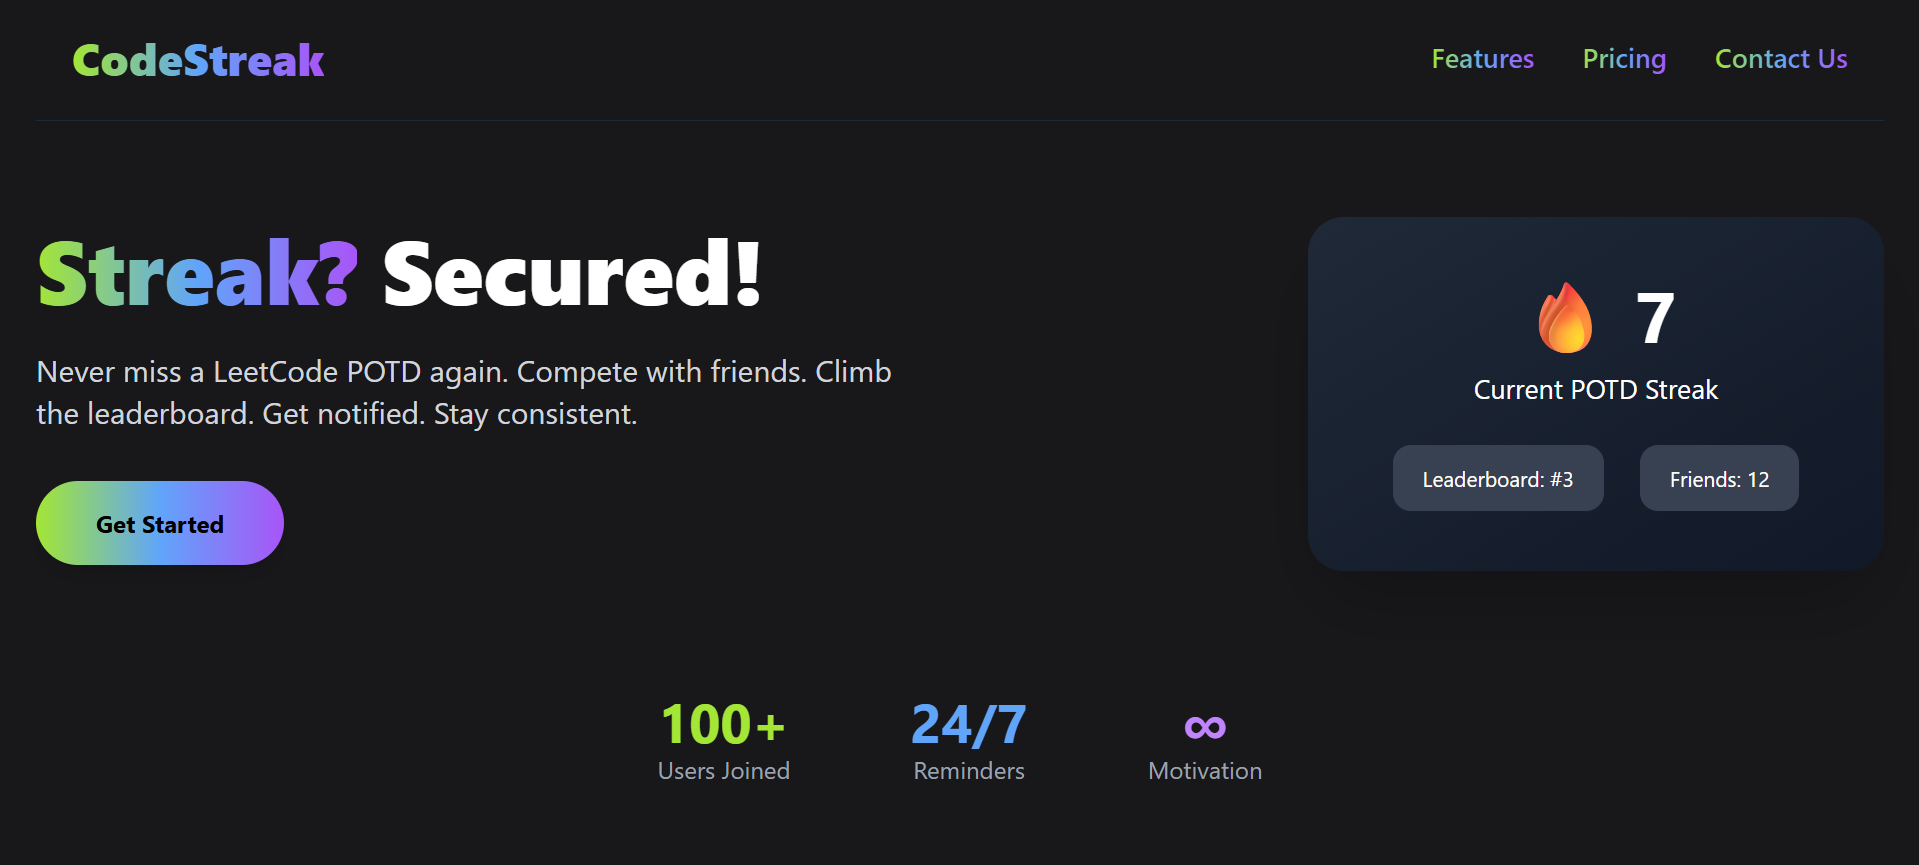 CodeStreak
Features
Pricing
Contact Us
Streak? Secured!
Never miss a LeetCode POTD again. Compete with friends. Climb
the leaderboard. Get notified. Stay consistent.
Get Started
🔥 7
Current POTD Streak
Leaderboard: #3
Friends: 12
100+
Users Joined
24/7
Reminders
∞
Motivation